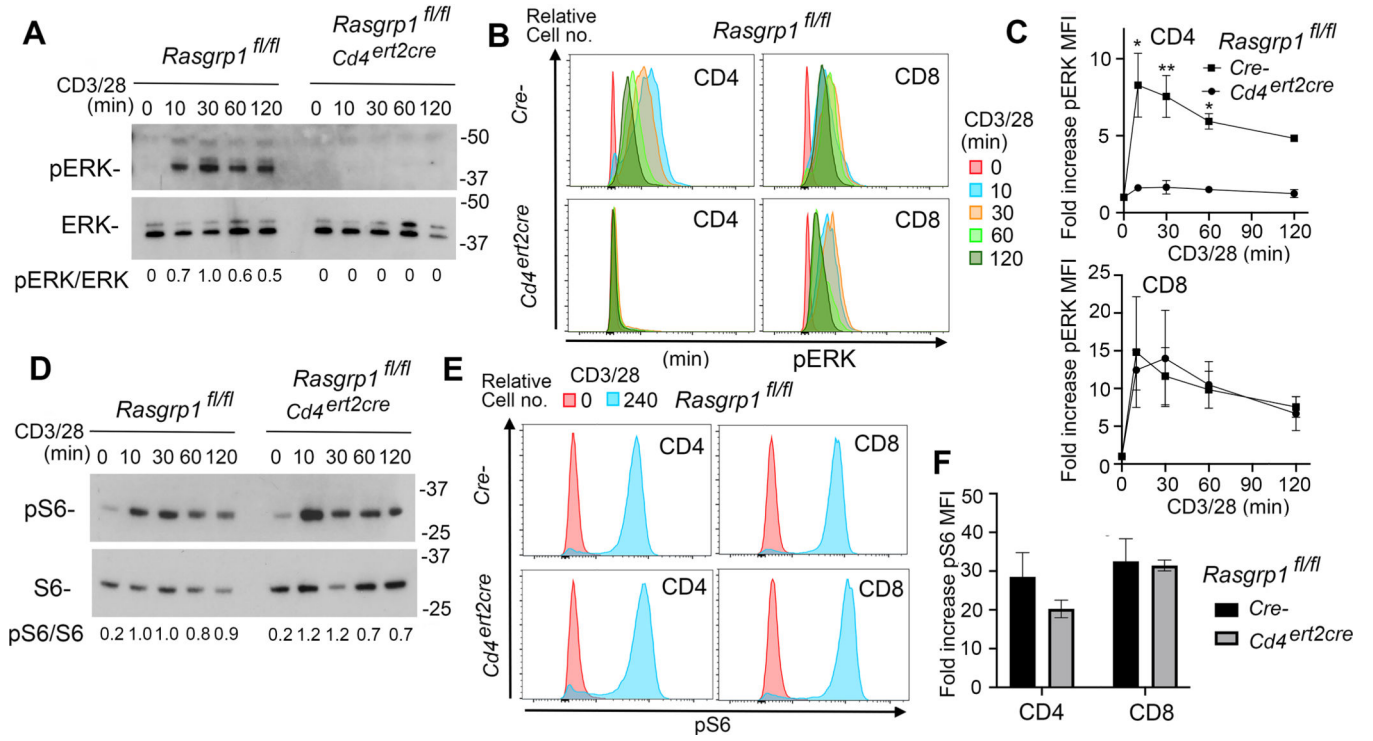 A
Rasgrp1 fl/fl
Rasgrp1 fl/fl
Cd4 ert2cre
CD3/28
(min) 0 10 30 60 120 0 10 30 60 120
pERK-
-50
-37
ERK-
-50
-37
pERK/ERK 0 0.7 1.0 0.6 0.5 0 0 0 0 0
B
Relative
Cell no.
Rasgrp1 fl/fl
Cre-
CD4
CD8
Cd4 ert2cre
CD4
CD8
(min)
pERK
CD3/28
(min)
0
10
30
60
120
C
Fold increase pERK MFI
10
5
0
CD4
Rasgrp1 fl/fl
Cre-
Cd4 ert2cre
*
**
*
0 30 60 90 120
CD3/28 (min)
Fold increase pERK MFI
25
20
15
10
5
0
CD8
0 30 60 90 120
CD3/28 (min)
D
Rasgrp1 fl/fl
Rasgrp1 fl/fl
Cd4 ert2cre
CD3/28
(min) 0 10 30 60 120 0 10 30 60 120
pS6-
-37
-25
S6-
-37
-25
pS6/S6 0.2 1.0 1.0 0.8 0.9 0.2 1.2 1.2 0.7 0.7
E
Relative
Cell no.
CD3/28
0 240
Rasgrp1 fl/fl
Cre-
CD4
CD8
Cd4 ert2cre
CD4
CD8
pS6
F
Fold increase pS6 MFI
50
40
30
20
10
0
CD4 CD8
Rasgrp1 fl/fl
Cre-
Cd4 ert2cre